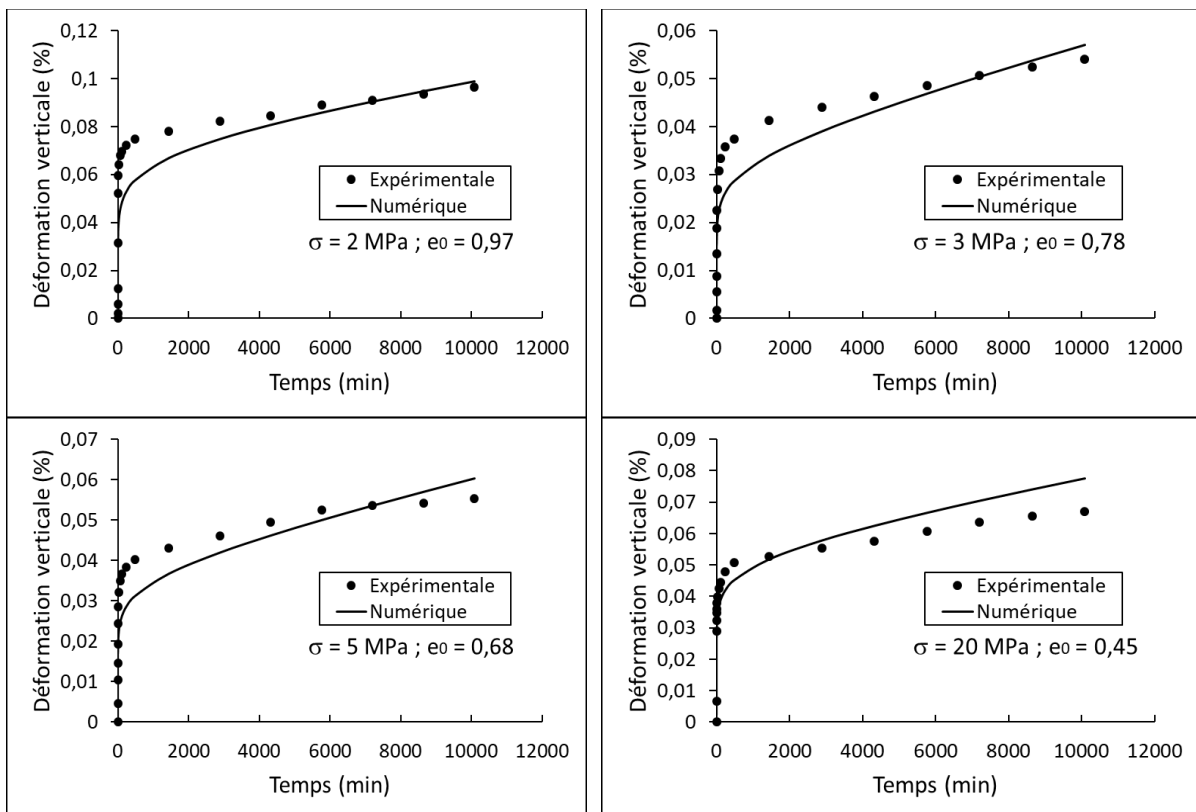 Déformation verticale (%)
0,12
0,1
0,08
0,06
0,04
0,02
0
0 2000 4000 6000 8000 10000 12000
Temps (min)
Expérimentale
Numérique
σ = 2 MPa ; e0 = 0,97
Déformation verticale (%)
0,06
0,05
0,04
0,03
0,02
0,01
0
0 2000 4000 6000 8000 10000 12000
Temps (min)
Expérimentale
Numérique
σ = 3 MPa ; e0 = 0,78
Déformation verticale (%)
0,07
0,06
0,05
0,04
0,03
0,02
0,01
0
0 2000 4000 6000 8000 10000 12000
Temps (min)
Expérimentale
Numérique
σ = 5 MPa ; e0 = 0,68
Déformation verticale (%)
0,09
0,08
0,07
0,06
0,05
0,04
0,03
0,02
0,01
0
0 2000 4000 6000 8000 10000 12000
Temps (min)
Expérimentale
Numérique
σ = 20 MPa ; e0 = 0,45